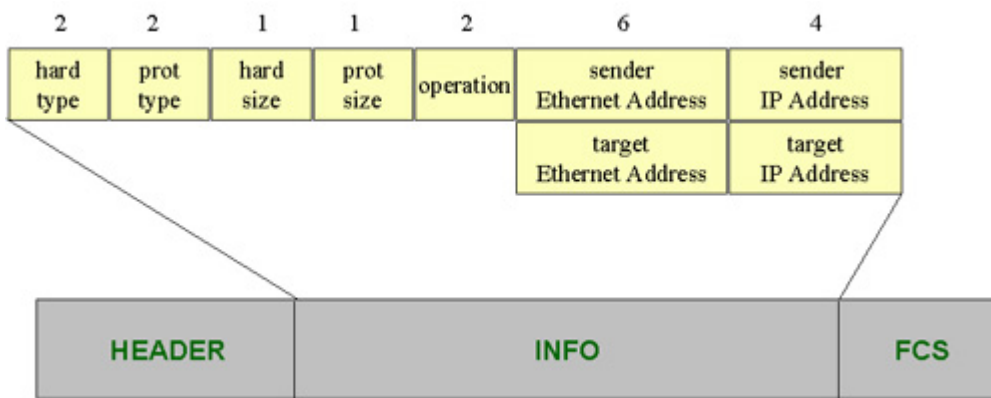 2 2 1 1 2 6 4
hard type
prot type
hard size
prot size
operation
sender Ethernet Address
sender IP Address
target Ethernet Address
target IP Address
HEADER INFO FCS